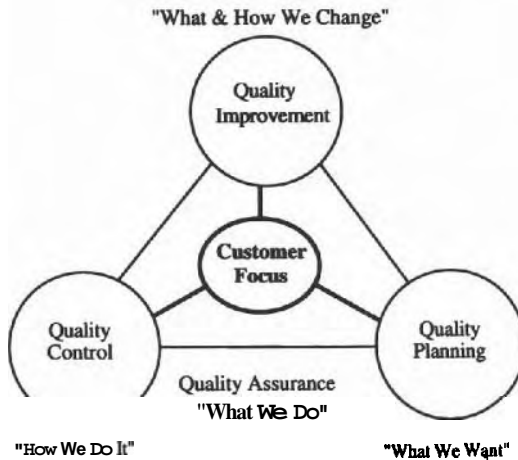 "What & How We Change"
Quality
Improvement
Customer
Focus
Quality
Control
Quality
Planning
Quality Assurance
"What We Do"
"How We Do It"
"What We Want"